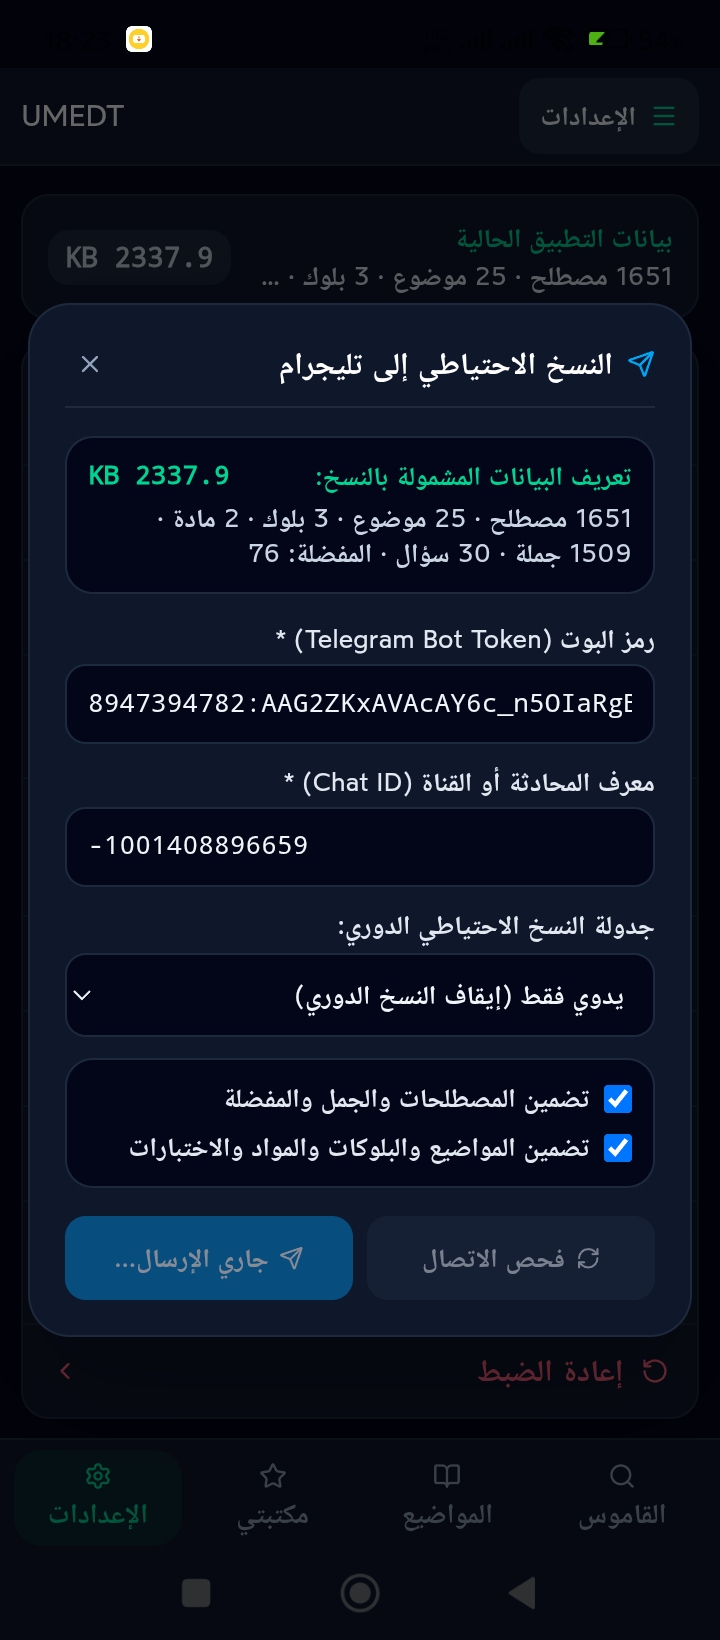 UMEDT
الإعدادات
بيانات التطبيق الحالية
2337.9 KB
1651 مصطلح · 25 موضوع · 3 بلوك · ...
النسخ الاحتياطي إلى تليجرام
تعريف البيانات المشمولة بالنسخ:
2337.9 KB
1651 مصطلح · 25 موضوع · 3 بلوك · 2 مادة ·
1509 جملة · 30 سؤال · المفضلة: 76
رمز البوت (Telegram Bot Token) *
8947394782:AAG2ZKxAVAcAY6c_n5OIaRgE
معرف المحادثة أو القناة (Chat ID) *
-1001408896659
جدولة النسخ الاحتياطي الدوري:
يدوي فقط (إيقاف النسخ الدوري)
تضمين المصطلحات والجمل والمفضلة
تضمين المواضيع والبلوكات والمواد والاختبارات
فحص الاتصال
جاري الإرسال...
إعادة الضبط
القاموس
المواضيع
مكتبتي
الإعدادات